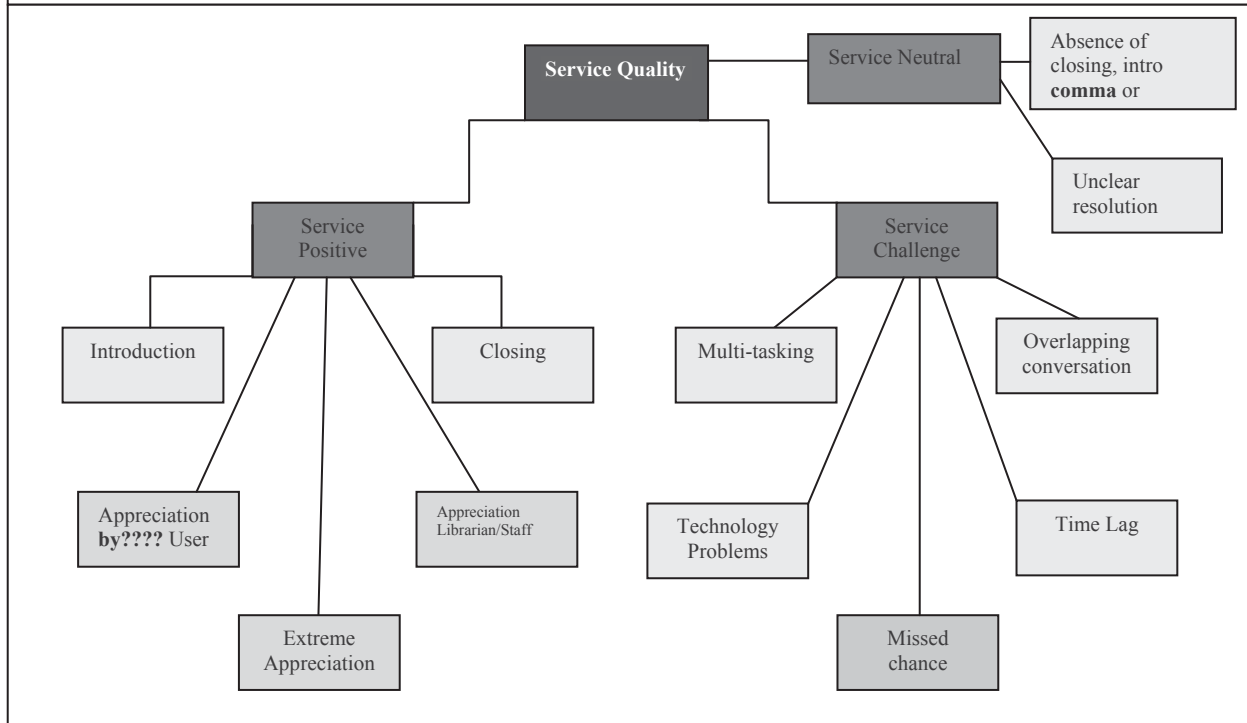 Service Quality
Service Neutral
Absence of
closing, intro
comma or
Unclear
resolution
Service
Positive
Service
Challenge
Introduction
Closing
Multi-tasking
Overlapping
conversation
Appreciation
by???? User
Appreciation
Librarian/Staff
Technology
Problems
Time Lag
Extreme
Appreciation
Missed
chance